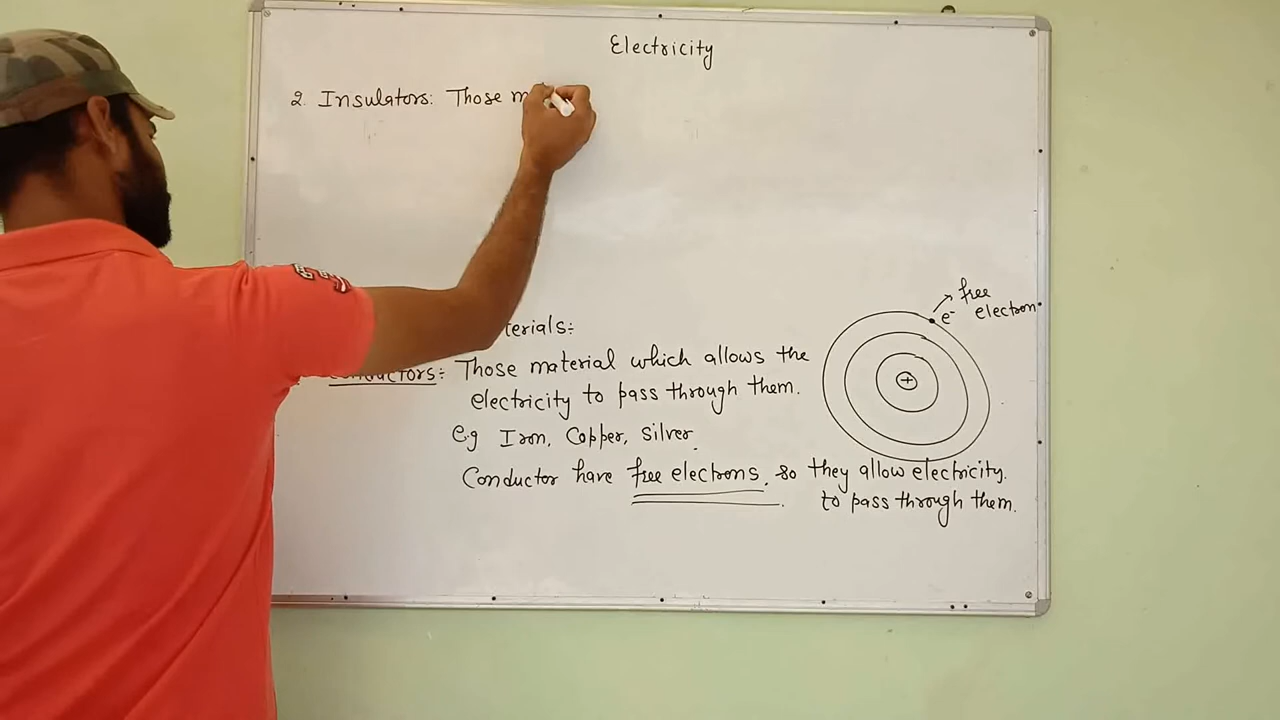 Electricity
2. Insulators: Those
free
e⁻ electron
Conductors:- Those material which allows the
electricity to pass through them.
e.g Iron, Copper, Silver.
Conductor have free electrons, so they allow electricity.
to pass through them.